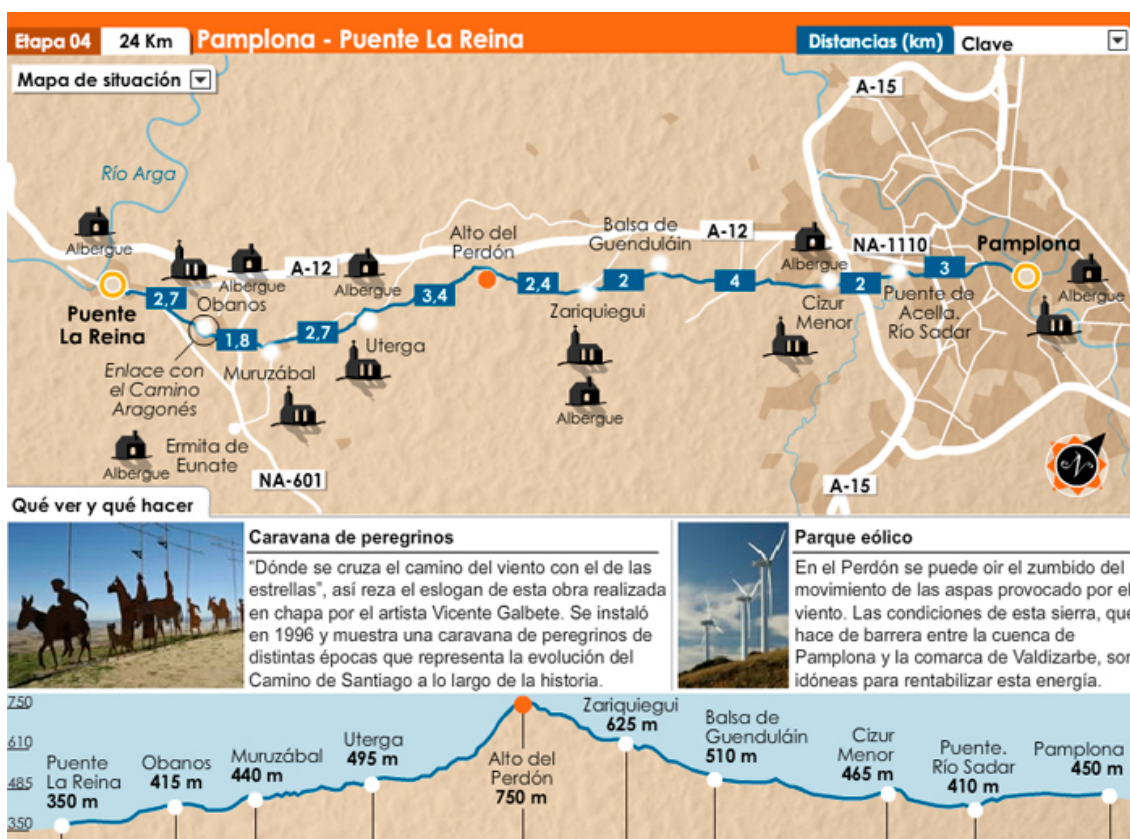 Etapa 04 24 Km Pamplona - Puente La Reina Distancias (km) Clave
Mapa de situación
A-15
Río Arga
Albergue
Puente
La Reina
2,7
Obanos
Albergue
A-12
1,8
Enlace con
el Camino
Aragonés
Muruzábal
2,7
Albergue
Uterga
3,4
Alto del
Perdón
2,4
Zariquiegui
Albergue
2
Balsa de
Guenduláin
A-12
4
Albergue
Cizur
Menor
2
NA-1110
Puente de
Acella.
Río Sadar
3
Pamplona
Albergue
Ermita de
Eunate
Albergue
NA-601
A-15
N
Qué ver y qué hacer
Caravana de peregrinos
"Dónde se cruza el camino del viento con el de las
estrellas", así reza el eslogan de esta obra realizada
en chapa por el artista Vicente Galbete. Se instaló
en 1996 y muestra una caravana de peregrinos de
distintas épocas que representa la evolución del
Camino de Santiago a lo largo de la historia.
Parque eólico
En el Perdón se puede oir el zumbido del
movimiento de las aspas provocado por el
viento. Las condiciones de esta sierra, que
hace de barrera entre la cuenca de
Pamplona y la comarca de Valdizarbe, son
idóneas para rentabilizar esta energía.
750
610
485
350
Puente
La Reina
350 m
Obanos
415 m
Muruzábal
440 m
Uterga
495 m
Alto del
Perdón
750 m
Zariquiegui
625 m
Balsa de
Guenduláin
510 m
Cizur
Menor
465 m
Puente.
Río Sadar
410 m
Pamplona
450 m